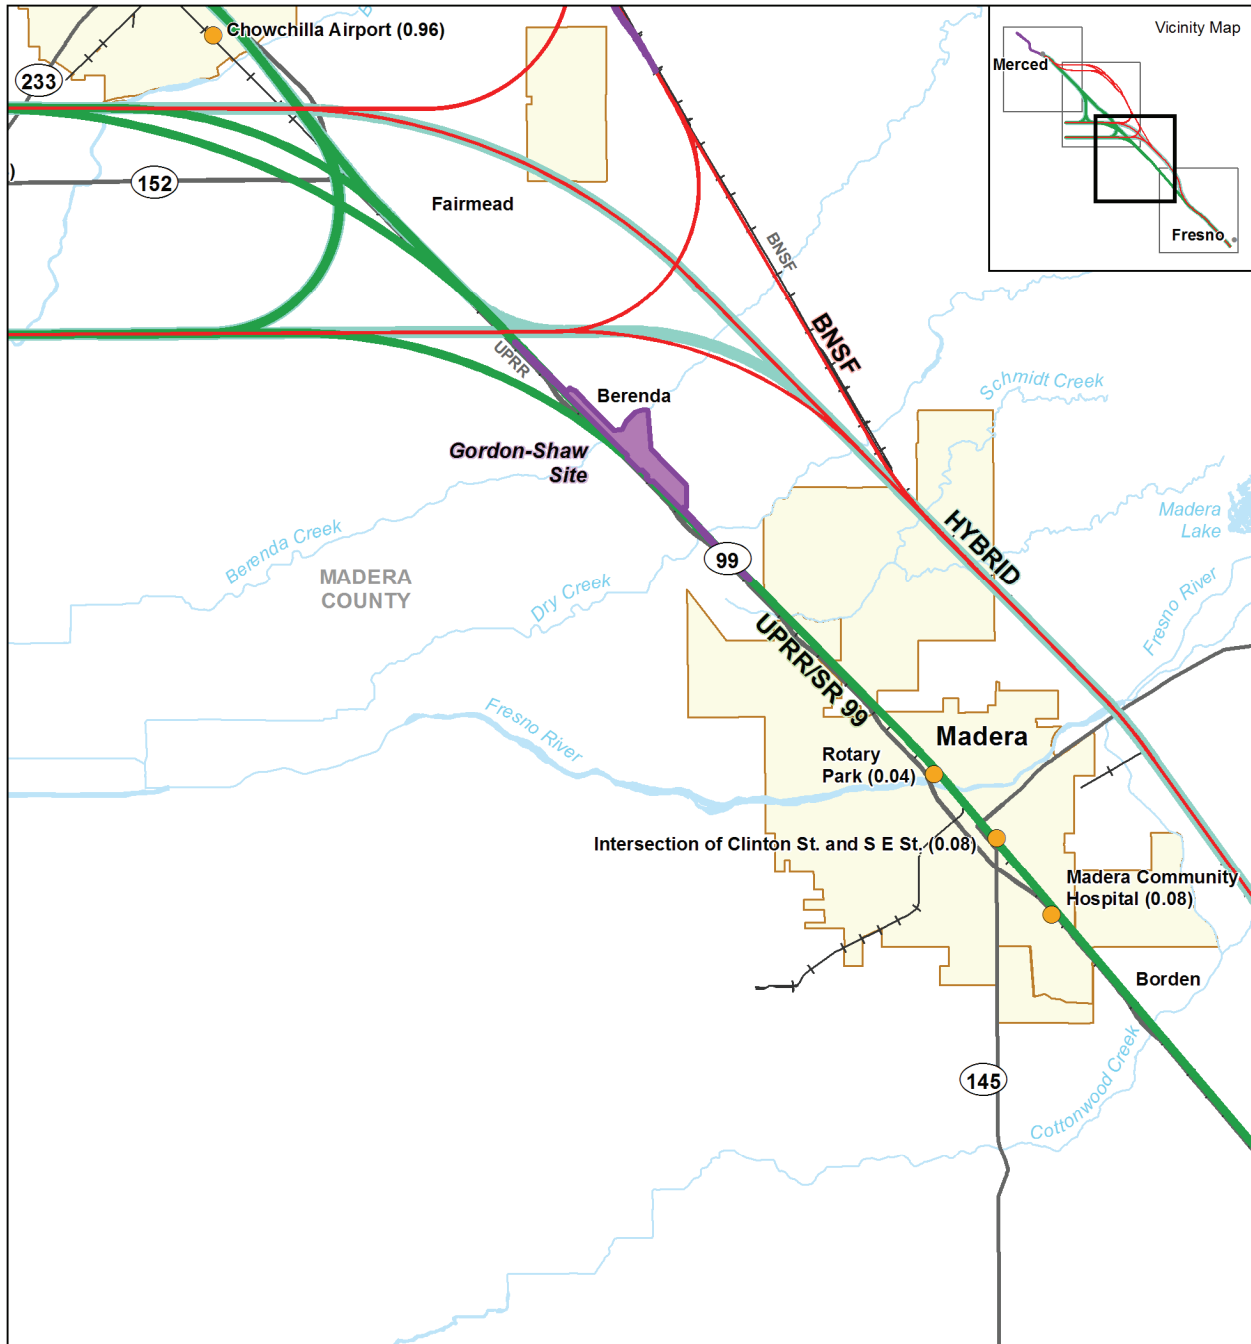 Chowchilla Airport (0.96)
Vicinity Map
Merced
Fresno
233
)
152
Fairmead
BNSF
BNSF
UPRR
Berenda
Gordon-Shaw
Site
Schmidt Creek
Madera
Lake
HYBRID
Berenda Creek
99
MADERA
COUNTY
Dry Creek
Fresno River
UPRR/SR 99
Fresno River
Madera
Rotary
Park (0.04)
Intersection of Clinton St. and S E St. (0.08)
Madera Community
Hospital (0.08)
Borden
145
Cottonwood Creek